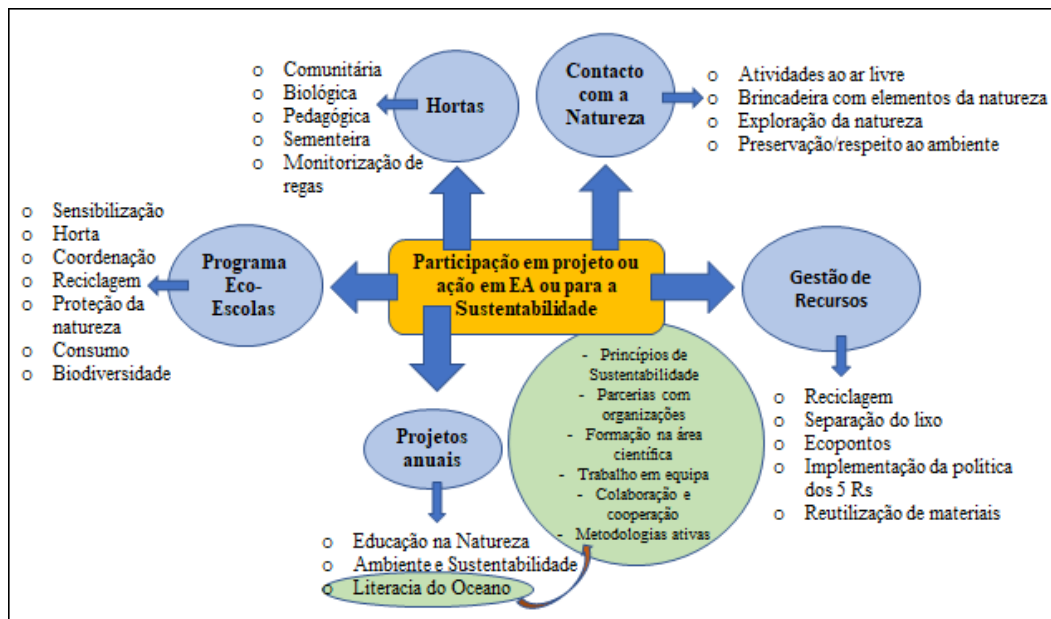 o Comunitária
o Biológica
o Pedagógica
o Sementeira
o Monitorização de
regas
Hortas
Contacto
com a
Natureza
o Atividades ao ar livre
o Brincadeira com elementos da natureza
o Exploração da natureza
o Preservação/respeito ao ambiente
o Sensibilização
o Horta
o Coordenação
o Reciclagem
o Proteção da
natureza
o Consumo
o Biodiversidade
Programa
Eco-
Escolas
Participação em projeto ou
ação em EA ou para a
Sustentabilidade
Gestão de
Recursos
o Reciclagem
o Separação do lixo
o Ecopontos
o Implementação da política
dos 5 Rs
o Reutilização de materiais
- Princípios de
Sustentabilidade
- Parcerias com
organizações
- Formação na área
científica
- Trabalho em equipa
- Colaboração e
cooperação
- Metodologias ativas
Projetos
anuais
o Educação na Natureza
o Ambiente e Sustentabilidade
o Literacia do Oceano